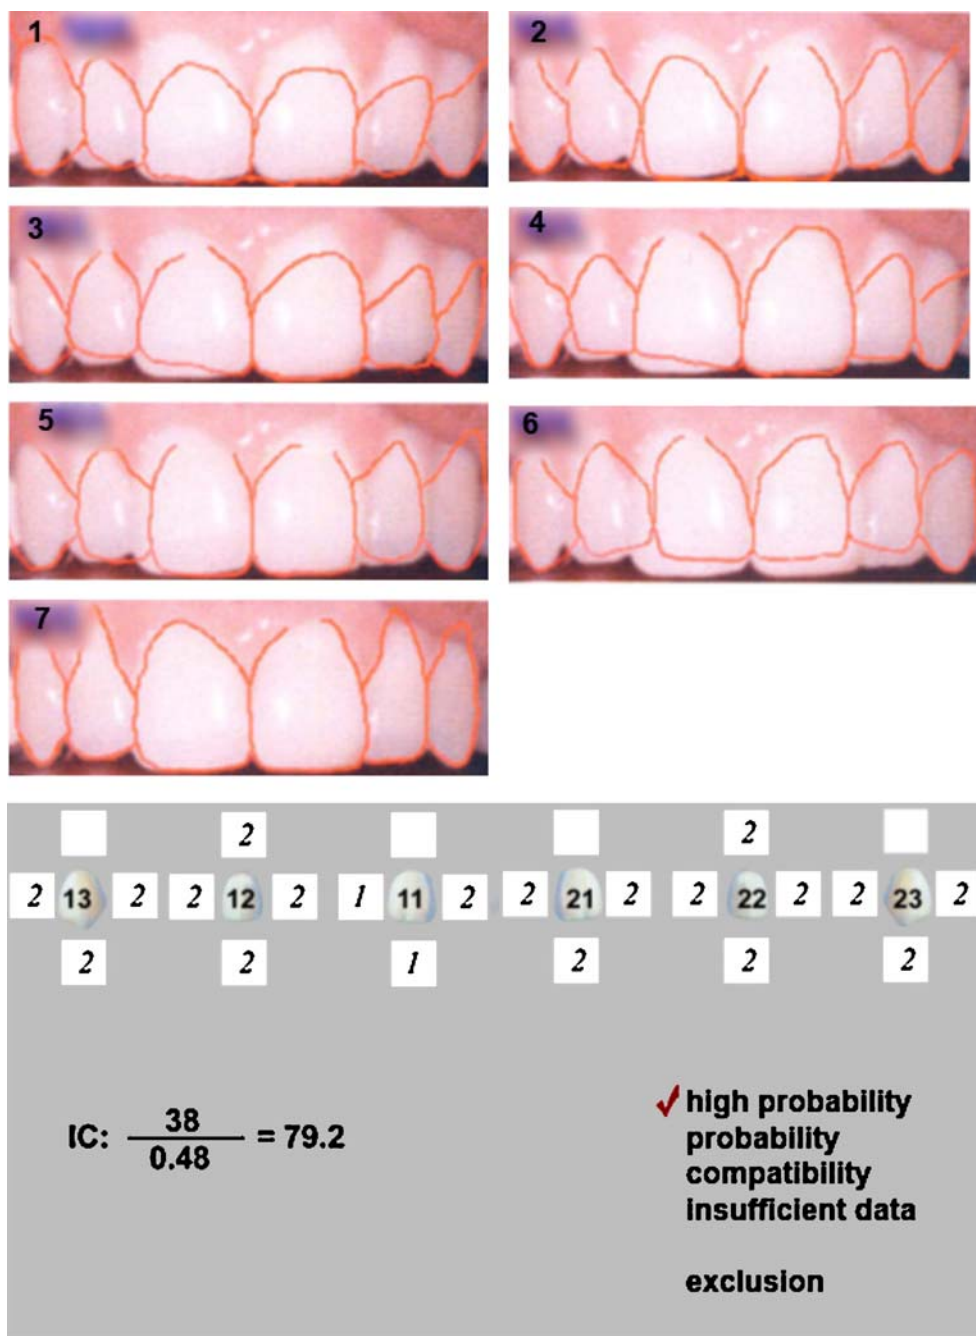 1
2
3
4
5
6
7
2 2
2 13 2 2 12 2 1 11 2 2 21 2 2 22 2 2 23 2
2 2 1 2 2 2
IC: 38 / 0.48 = 79.2
✓ high probability
probability
compatibility
insufficient data
exclusion